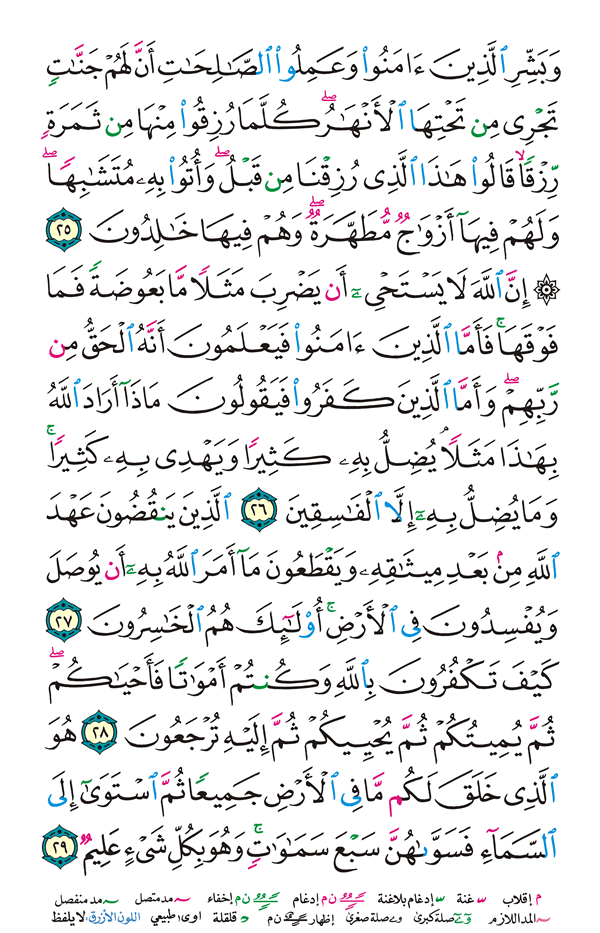 وَبَشِّرِ ٱلَّذِينَ ءَامَنُوا۟ وَعَمِلُوا۟ ٱلصَّـٰلِحَـٰتِ أَنَّ لَهُمْ جَنَّـٰتٍ
تَجْرِى مِن تَحْتِهَا ٱلْأَنْهَـٰرُ ۖ كُلَّمَا رُزِقُوا۟ مِنْهَا مِن ثَمَرَةٍ
رِّزْقًا ۙ قَالُوا۟ هَـٰذَا ٱلَّذِى رُزِقْنَا مِن قَبْلُ ۖ وَأُتُوا۟ بِهِۦ مُتَشَـٰبِهًا ۖ
وَلَهُمْ فِيهَآ أَزْوَٰجٌ مُّطَهَّرَةٌ ۖ وَهُمْ فِيهَا خَـٰلِدُونَ ٢٥
۞ إِنَّ ٱللَّهَ لَا يَسْتَحْىِۦٓ أَن يَضْرِبَ مَثَلًا مَّا بَعُوضَةً فَمَا
فَوْقَهَا ۚ فَأَمَّا ٱلَّذِينَ ءَامَنُوا۟ فَيَعْلَمُونَ أَنَّهُ ٱلْحَقُّ مِن
رَّبِّهِمْ ۖ وَأَمَّا ٱلَّذِينَ كَفَرُوا۟ فَيَقُولُونَ مَاذَآ أَرَادَ ٱللَّهُ
بِهَـٰذَا مَثَلًا ۘ يُضِلُّ بِهِۦ كَثِيرًا وَيَهْدِى بِهِۦ كَثِيرًا ۚ
وَمَا يُضِلُّ بِهِۦٓ إِلَّا ٱلْفَـٰسِقِينَ ٢٦ ٱلَّذِينَ يَنقُضُونَ عَهْدَ
ٱللَّهِ مِنۢ بَعْدِ مِيثَـٰقِهِۦ وَيَقْطَعُونَ مَآ أَمَرَ ٱللَّهُ بِهِۦٓ أَن يُوصَلَ
وَيُفْسِدُونَ فِى ٱلْأَرْضِ ۚ أُو۟لَـٰٓئِكَ هُمُ ٱلْخَـٰسِرُونَ ٢٧
كَيْفَ تَكْفُرُونَ بِٱللَّهِ وَكُنتُمْ أَمْوَٰتًا فَأَحْيَـٰكُمْ ۖ
ثُمَّ يُمِيتُكُمْ ثُمَّ يُحْيِيكُمْ ثُمَّ إِلَيْهِ تُرْجَعُونَ ٢٨ هُوَ
ٱلَّذِى خَلَقَ لَكُم مَّا فِى ٱلْأَرْضِ جَمِيعًا ثُمَّ ٱسْتَوَىٰٓ إِلَى
ٱلسَّمَآءِ فَسَوَّىٰهُنَّ سَبْعَ سَمَـٰوَٰتٍ ۚ وَهُوَ بِكُلِّ شَىْءٍ عَلِيمٌ ٢٩
م إقلاب غنة إدغام بلاغنة ن م إدغام ن م إخفاء مد متصل مد منفصل
المد اللازم صلة كبرى صلة صغرى إظهار ن م قلقلة اوى طبيعي اللون الأزرق: لا يلفظ